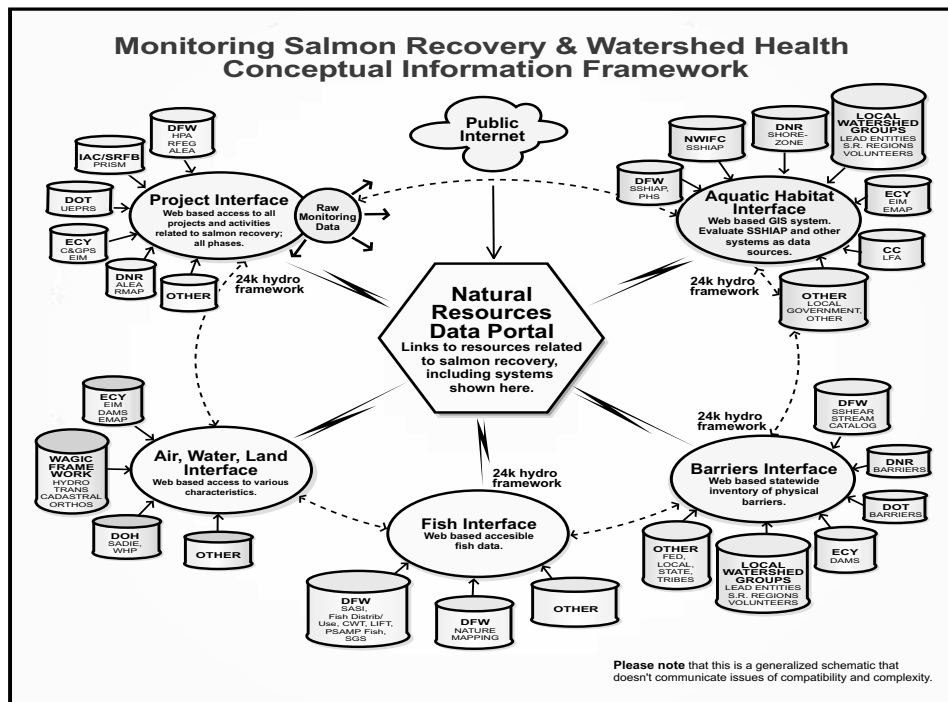 Monitoring Salmon Recovery & Watershed Health
Conceptual Information Framework
Public
Internet
DFW
HPA
RFEG
ALEA
IAC/SRFB
PRISM
DOT
UEPRS
ECY
C&GPS
EIM
DNR
ALEA
RMAP
OTHER
Project Interface
Web based access to all
projects and activities
related to salmon recovery;
all phases.
Raw
Monitoring
Data
24k hydro
framework
NWIFC
SSHIAP
DNR
SHORE-
ZONE
LOCAL
WATERSHED
GROUPS
LEAD ENTITIES
S.R. REGIONS
VOLUNTEERS
DFW
SSHIAP,
PHS
ECY
EIM
EMAP
CC
LFA
OTHER
LOCAL
GOVERNMENT,
OTHER
Aquatic Habitat
Interface
Web based GIS system.
Evaluate SSHIAP and other
systems as data
sources.
24k hydro
framework
Natural
Resources
Data Portal
Links to resources related
to salmon recovery,
including systems
shown here.
ECY
EIM
DAMS
EMAP
WAGIC
FRAME
WORK
HYDRO
TRANS
CADASTRAL
ORTHOS
DOH
SADIE,
WHP
OTHER
Air, Water, Land
Interface
Web based access to various
characteristics.
24k hydro
framework
Fish Interface
Web based accesible
fish data.
DFW
SASI,
Fish Distrib/
Use, CWT, LIFT,
PSAMP Fish,
SGS
DFW
NATURE
MAPPING
OTHER
24k hydro
framework
Barriers Interface
Web based statewide
inventory of physical
barriers.
DFW
SSHEAR
STREAM
CATALOG
DNR
BARRIERS
DOT
BARRIERS
ECY
DAMS
LOCAL
WATERSHED
GROUPS
LEAD ENTITIES
S.R. REGIONS
VOLUNTEERS
OTHER
FED,
LOCAL,
STATE,
TRIBES
Please note that this is a generalized schematic that
doesn't communicate issues of compatibility and complexity.